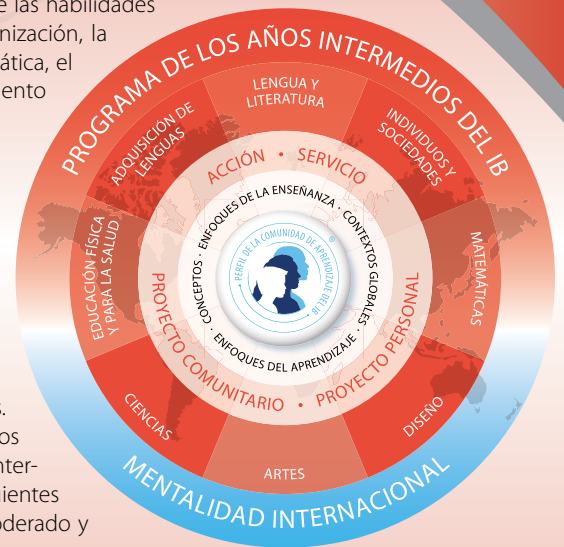 e las habilidades
nización, la
ática, el
ento
PROGRAMA DE LOS AÑOS INTERMEDIOS DEL IB
LENGUA Y
LITERATURA
ADQUISICIÓN DE
LENGUAS
INDIVIDUOS Y
SOCIEDADES
EDUCACIÓN FÍSICA
Y PARA LA SALUD
MATEMÁTICAS
CIENCIAS
DISEÑO
ARTES
ACCIÓN • SERVICIO
PROYECTO COMUNITARIO • PROYECTO PERSONAL
CONCEPTOS · ENFOQUES DE LA ENSEÑANZA · CONTEXTOS GLOBALES ·
ENFOQUES DEL APRENDIZAJE ·
• PERFIL DE LA COMUNIDAD DE APRENDIZAJE DEL IB •
®
MENTALIDAD INTERNACIONAL
s.
os
nter-
uientes
oderado y